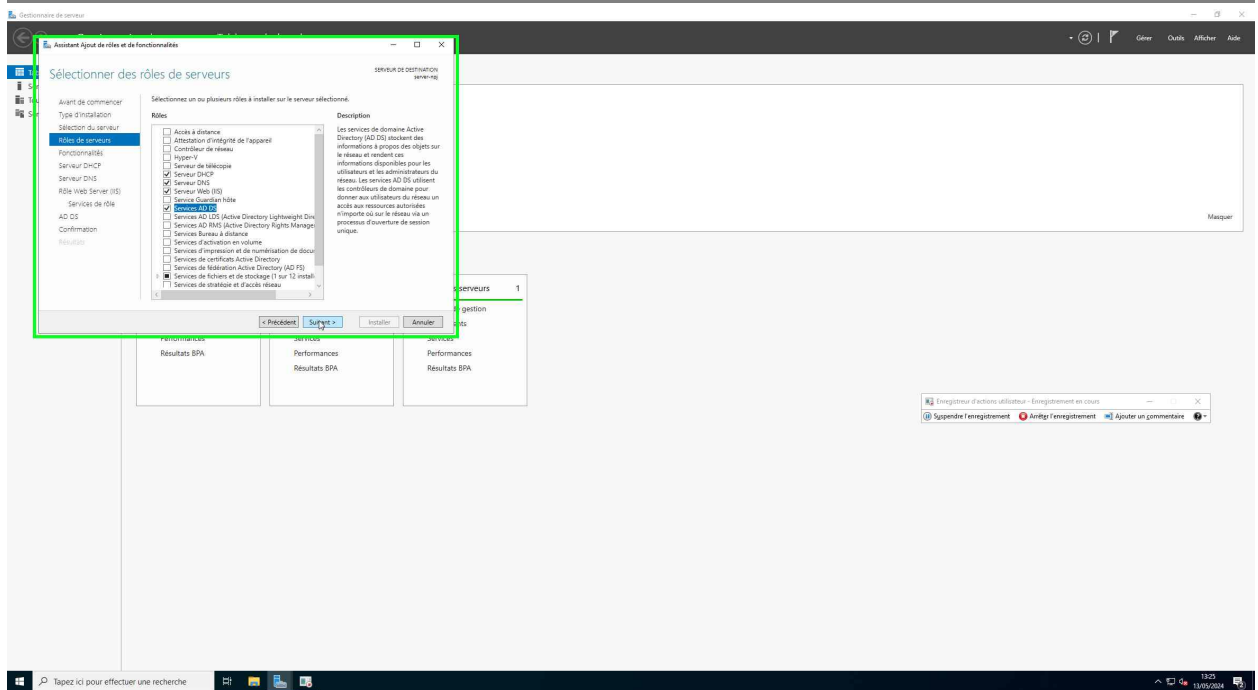 Gestionnaire de serveur
Gérer Outils Afficher Aide
Assistant Ajout de rôles et de fonctionnalités
Sélectionner des rôles de serveurs
SERVEUR DE DESTINATION
Avant de commencer
Type d'installation
Sélection du serveur
Rôles de serveurs
Fonctionnalités
Serveur DHCP
Serveur DNS
Rôle Web Server (IIS)
Services de rôle
AD DS
Confirmation
Résultats
Sélectionnez un ou plusieurs rôles à installer sur le serveur sélectionné.
Rôles
Accès à distance
Attestation d'intégrité de l'appareil
Contrôleur de réseau
Hyper-V
Serveur de télécopie
Serveur DHCP
Serveur DNS
Serveur Web (IIS)
Service Guardian hôte
Services AD DS
Services AD LDS (Active Directory Lightweight Dire
Services AD RMS (Active Directory Rights Manage
Services Bureau à distance
Services d'activation en volume
Services d'impression et de numérisation de docu
Services de certificats Active Directory
Services de fédération Active Directory (AD FS)
Services de fichiers et de stockage (1 sur 12 install
Services de stratégie et d'accès réseau
Description
Les services de domaine Active
Directory (AD DS) stockent des
informations à propos des objets sur
le réseau et rendent ces
informations disponibles pour les
utilisateurs et les administrateurs du
réseau. Les services AD DS utilisent
les contrôleurs de domaine pour
donner aux utilisateurs du réseau un
accès aux ressources autorisées
n'importe où sur le réseau via un
processus d'ouverture de session
unique.
< Précédent Suivant > Installer Annuler
Masquer
serveurs 1
gestion
Performances Services Services
Résultats BPA Performances Performances
Résultats BPA Résultats BPA
Enregistreur d'actions utilisateur - Enregistrement en cours
Suspendre l'enregistrement Arrêter l'enregistrement Ajouter un commentaire
Tapez ici pour effectuer une recherche
13:25
13/05/2024